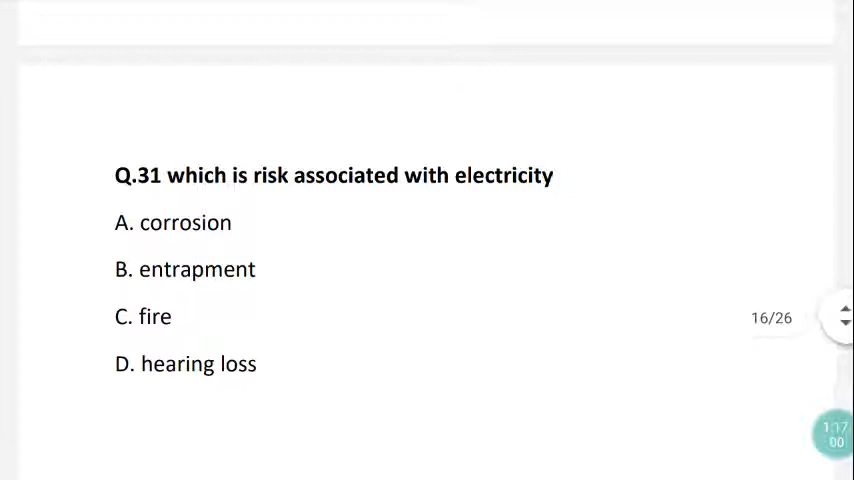 Q.31 which is risk associated with electricity
A. corrosion
B. entrapment
C. fire
16/26
D. hearing loss
1:17
00